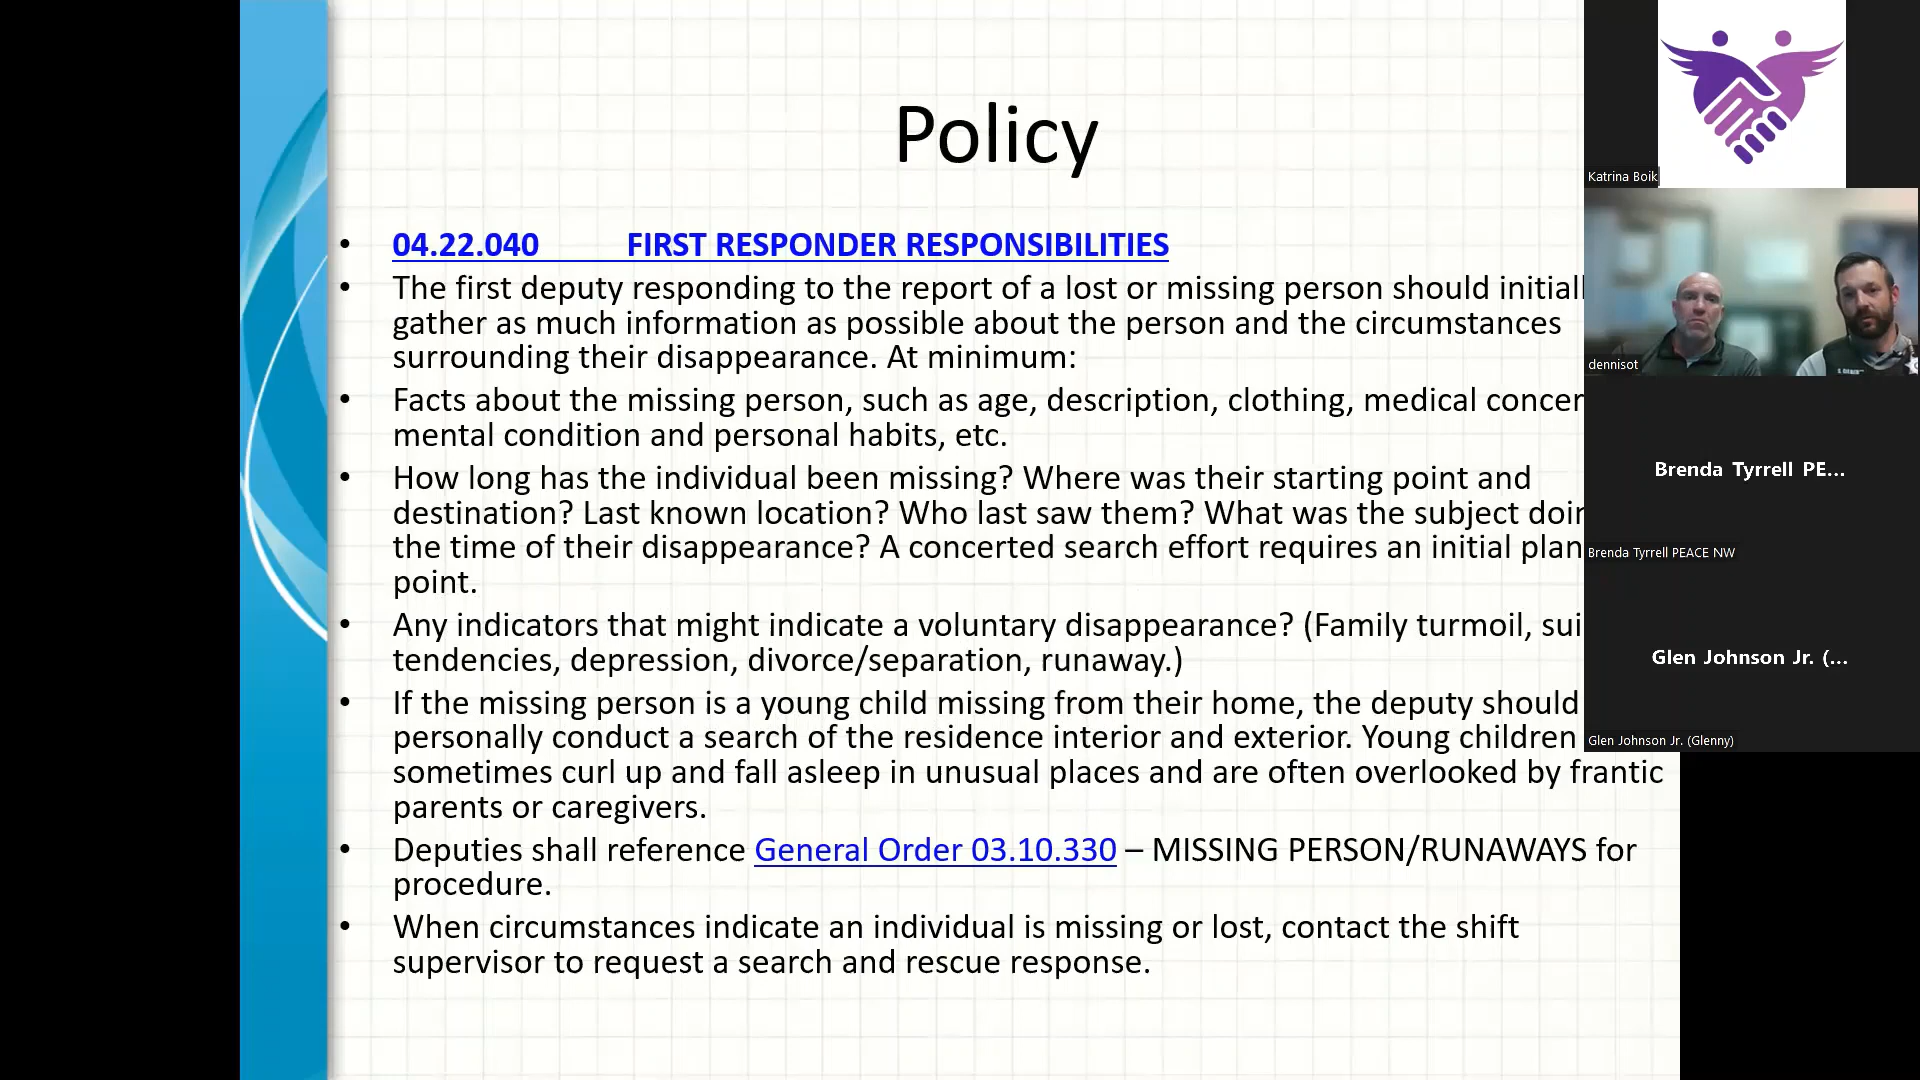 Policy
04.22.040 FIRST RESPONDER RESPONSIBILITIES
The first deputy responding to the report of a lost or missing person should
gather as much information as possible about the person and the circumstances
surrounding their disappearance. At minimum:
Facts about the missing person, such as age, description, clothing, medical
mental condition and personal habits, etc.
How long has the individual been missing? Where was their starting point and
destination? Last known location? Who last saw them? What was the subject
the time of their disappearance? A concerted search effort requires an initial
point.
Any indicators that might indicate a voluntary disappearance? (Family turmoil,
tendencies, depression, divorce/separation, runaway.)
If the missing person is a young child missing from their home, the deputy should
personally conduct a search of the residence interior and exterior. Young children
sometimes curl up and fall asleep in unusual places and are often overlooked by frantic
parents or caregivers.
Deputies shall reference General Order 03.10.330 – MISSING PERSON/RUNAWAYS for
procedure.
When circumstances indicate an individual is missing or lost, contact the shift
supervisor to request a search and rescue response.
Katrina Boik
dennisot
Brenda Tyrrell PE...
Brenda Tyrrell PEACE NW
Glen Johnson Jr. (...
Glen Johnson Jr. (Glenny)